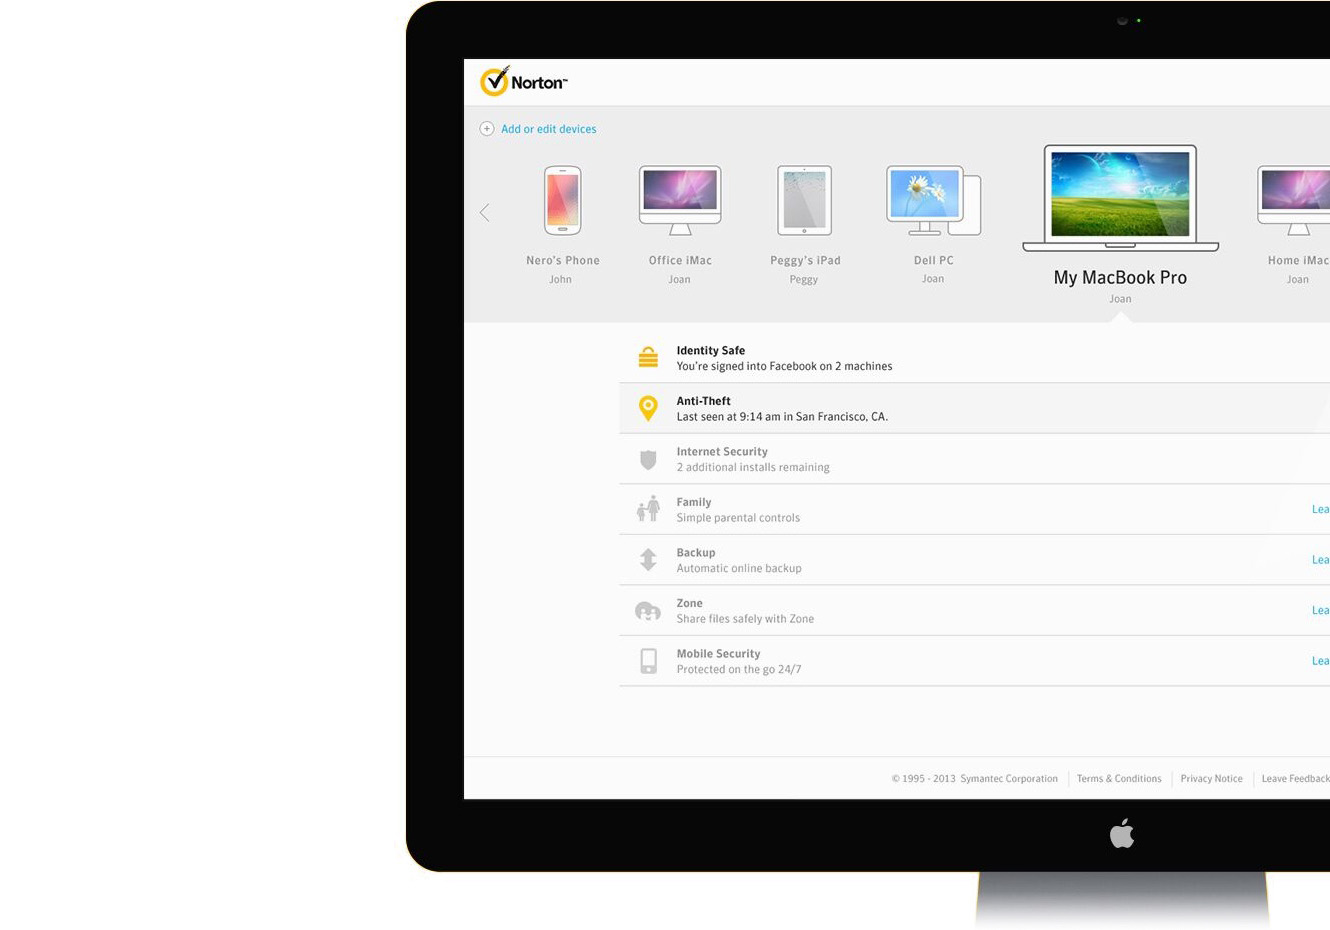 Norton™
Add or edit devices
Nero's Phone
John
Office iMac
Joan
Peggy's iPad
Peggy
Dell PC
Joan
My MacBook Pro
Joan
Home iMac
Joan
Identity Safe
You're signed into Facebook on 2 machines
Anti-Theft
Last seen at 9:14 am in San Francisco, CA.
Internet Security
2 additional installs remaining
Family
Simple parental controls
Lea
Backup
Automatic online backup
Lea
Zone
Share files safely with Zone
Lea
Mobile Security
Protected on the go 24/7
Lea
© 1995 - 2013 Symantec Corporation Terms & Conditions Privacy Notice Leave Feedback